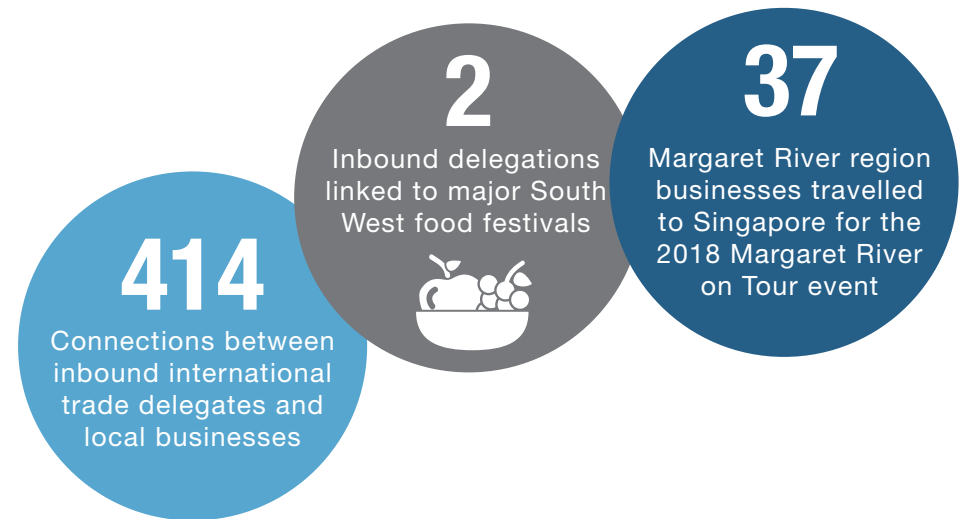 414
Connections between
inbound international
trade delegates and
local businesses
2
Inbound delegations
linked to major South
West food festivals
37
Margaret River region
businesses travelled
to Singapore for the
2018 Margaret River
on Tour event